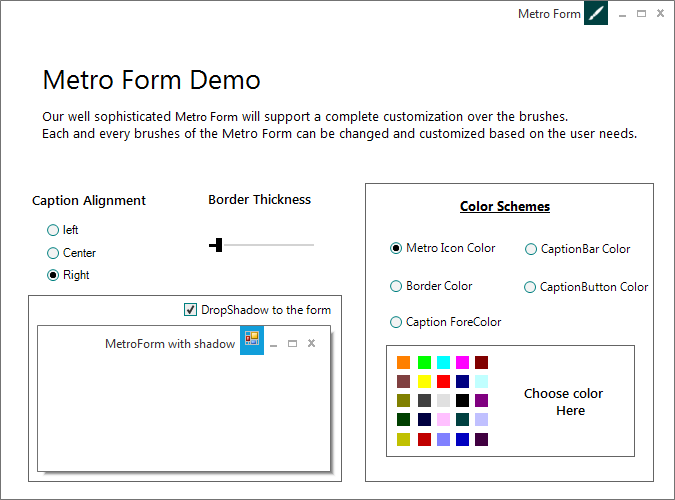 Metro Form
Metro Form Demo
Our well sophisticated Metro Form will support a complete customization over the brushes.
Each and every brushes of the Metro Form can be changed and customized based on the user needs.
Caption Alignment
left
Center
Right
Border Thickness
DropShadow to the form
MetroForm with shadow
Color Schemes
Metro Icon Color
CaptionBar Color
Border Color
CaptionButton Color
Caption ForeColor
Choose color
Here